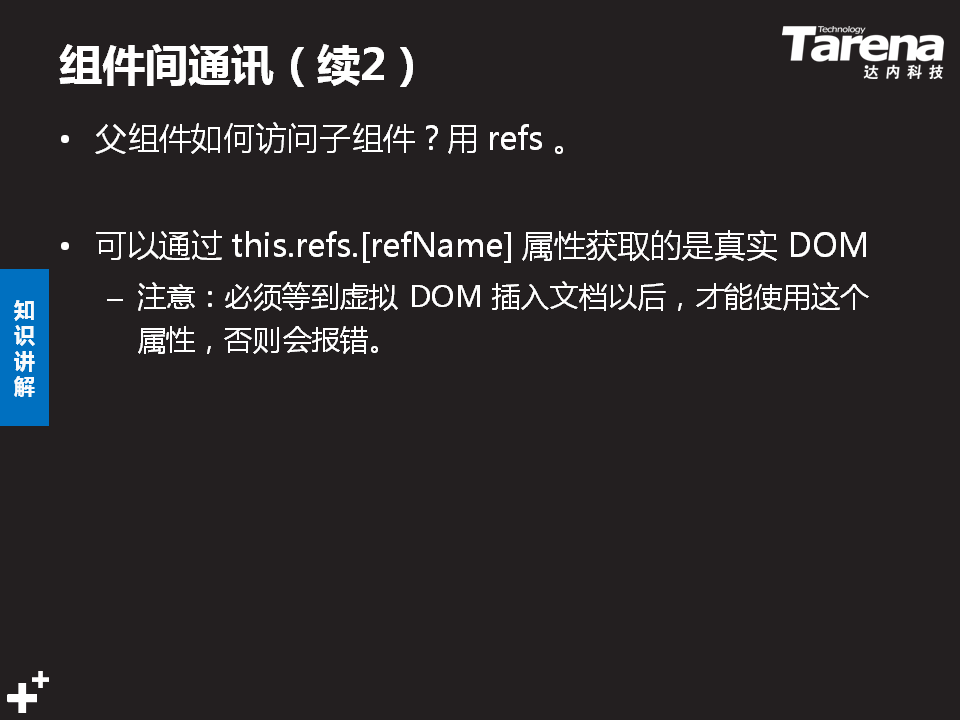 组件间通讯（续2）
Technology
Tarena
达内科技
• 父组件如何访问子组件？用 refs 。
• 可以通过 this.refs.[refName] 属性获取的是真实 DOM
– 注意：必须等到虚拟 DOM 插入文档以后，才能使用这个
属性，否则会报错。
知
识
讲
解